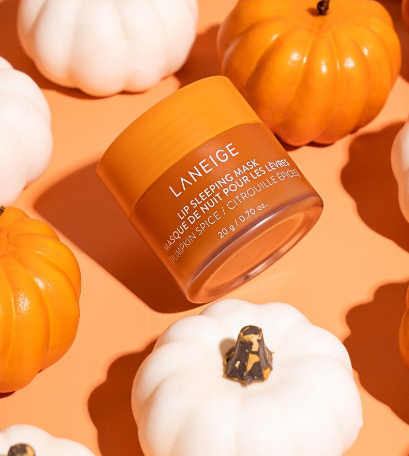 LANEIGE
LIP SLEEPING MASK
MASQUE DE NUIT POUR LES LÈVRES
PUMPKIN SPICE / CITROUILLE ÉPICÉE
20 g / 0.70 oz.